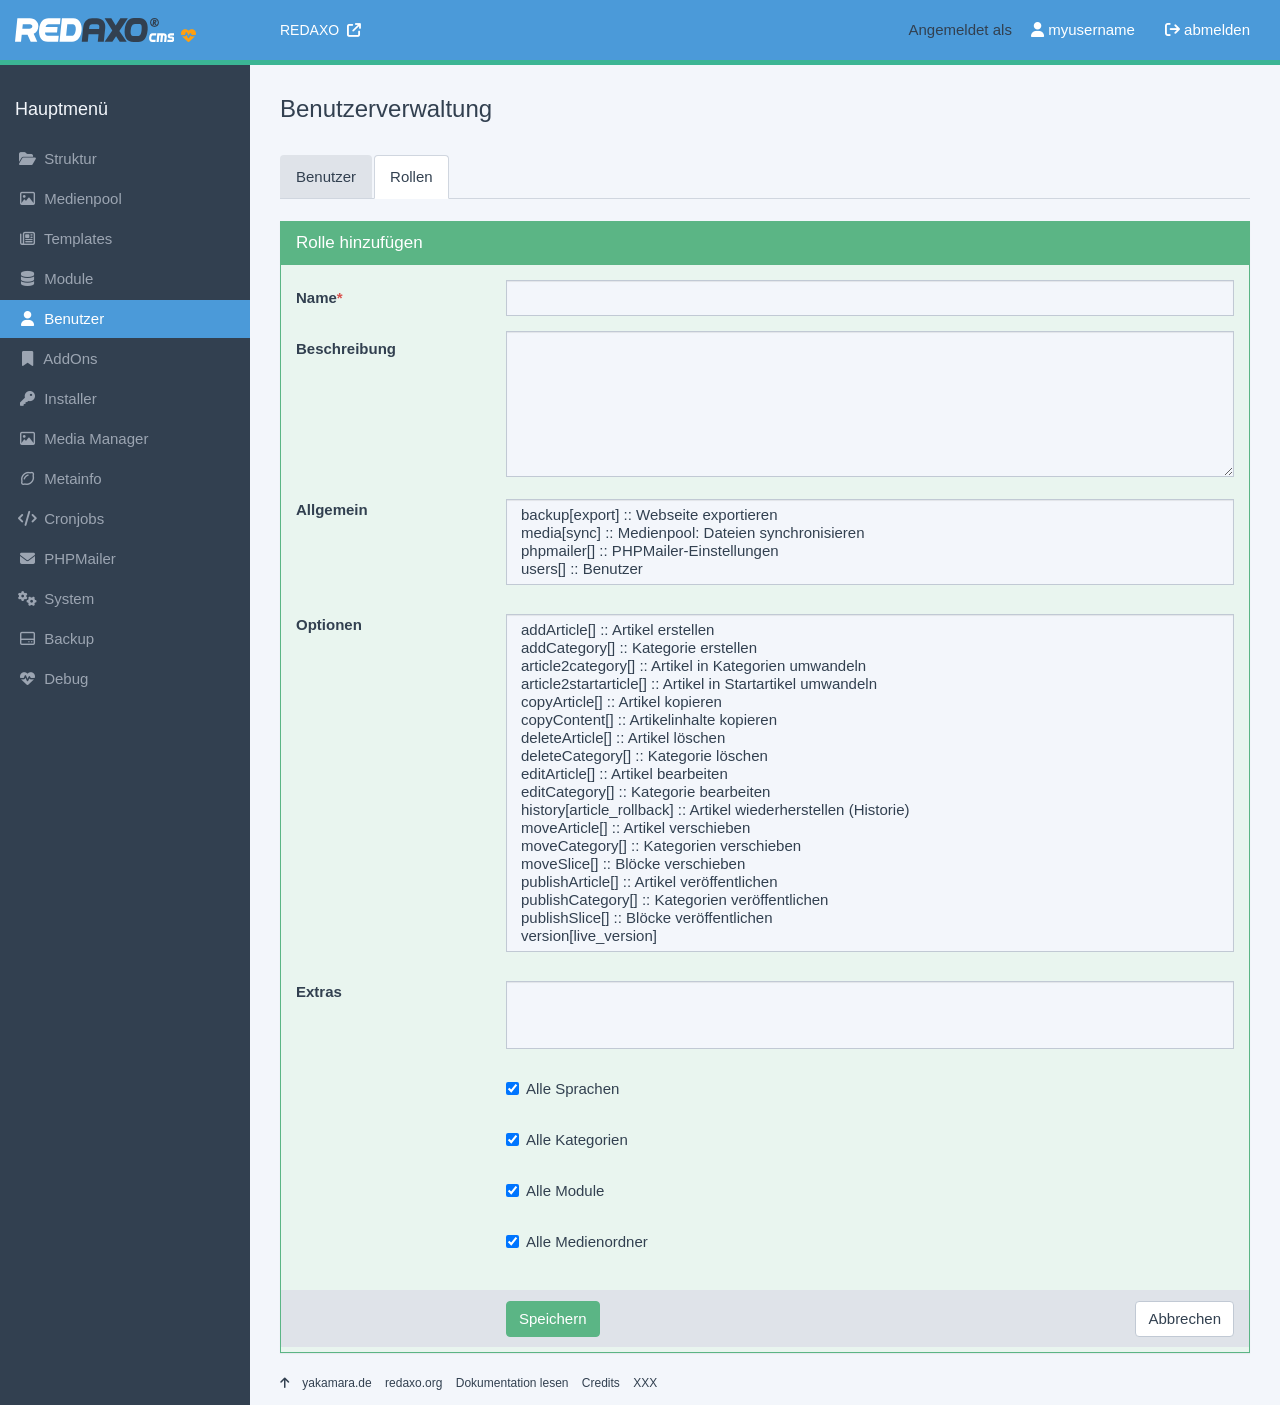 REDAXO® cms
REDAXO
Angemeldet als myusername abmelden
Hauptmenü
Struktur
Medienpool
Templates
Module
Benutzer
AddOns
Installer
Media Manager
Metainfo
Cronjobs
PHPMailer
System
Backup
Debug
Benutzerverwaltung
Benutzer Rollen
Rolle hinzufügen
Name*
Beschreibung
Allgemein
backup[export] :: Webseite exportieren
media[sync] :: Medienpool: Dateien synchronisieren
phpmailer[] :: PHPMailer-Einstellungen
users[] :: Benutzer
Optionen
addArticle[] :: Artikel erstellen
addCategory[] :: Kategorie erstellen
article2category[] :: Artikel in Kategorien umwandeln
article2startarticle[] :: Artikel in Startartikel umwandeln
copyArticle[] :: Artikel kopieren
copyContent[] :: Artikelinhalte kopieren
deleteArticle[] :: Artikel löschen
deleteCategory[] :: Kategorie löschen
editArticle[] :: Artikel bearbeiten
editCategory[] :: Kategorie bearbeiten
history[article_rollback] :: Artikel wiederherstellen (Historie)
moveArticle[] :: Artikel verschieben
moveCategory[] :: Kategorien verschieben
moveSlice[] :: Blöcke verschieben
publishArticle[] :: Artikel veröffentlichen
publishCategory[] :: Kategorien veröffentlichen
publishSlice[] :: Blöcke veröffentlichen
version[live_version]
Extras
Alle Sprachen
Alle Kategorien
Alle Module
Alle Medienordner
Speichern Abbrechen
yakamara.de redaxo.org Dokumentation lesen Credits XXX